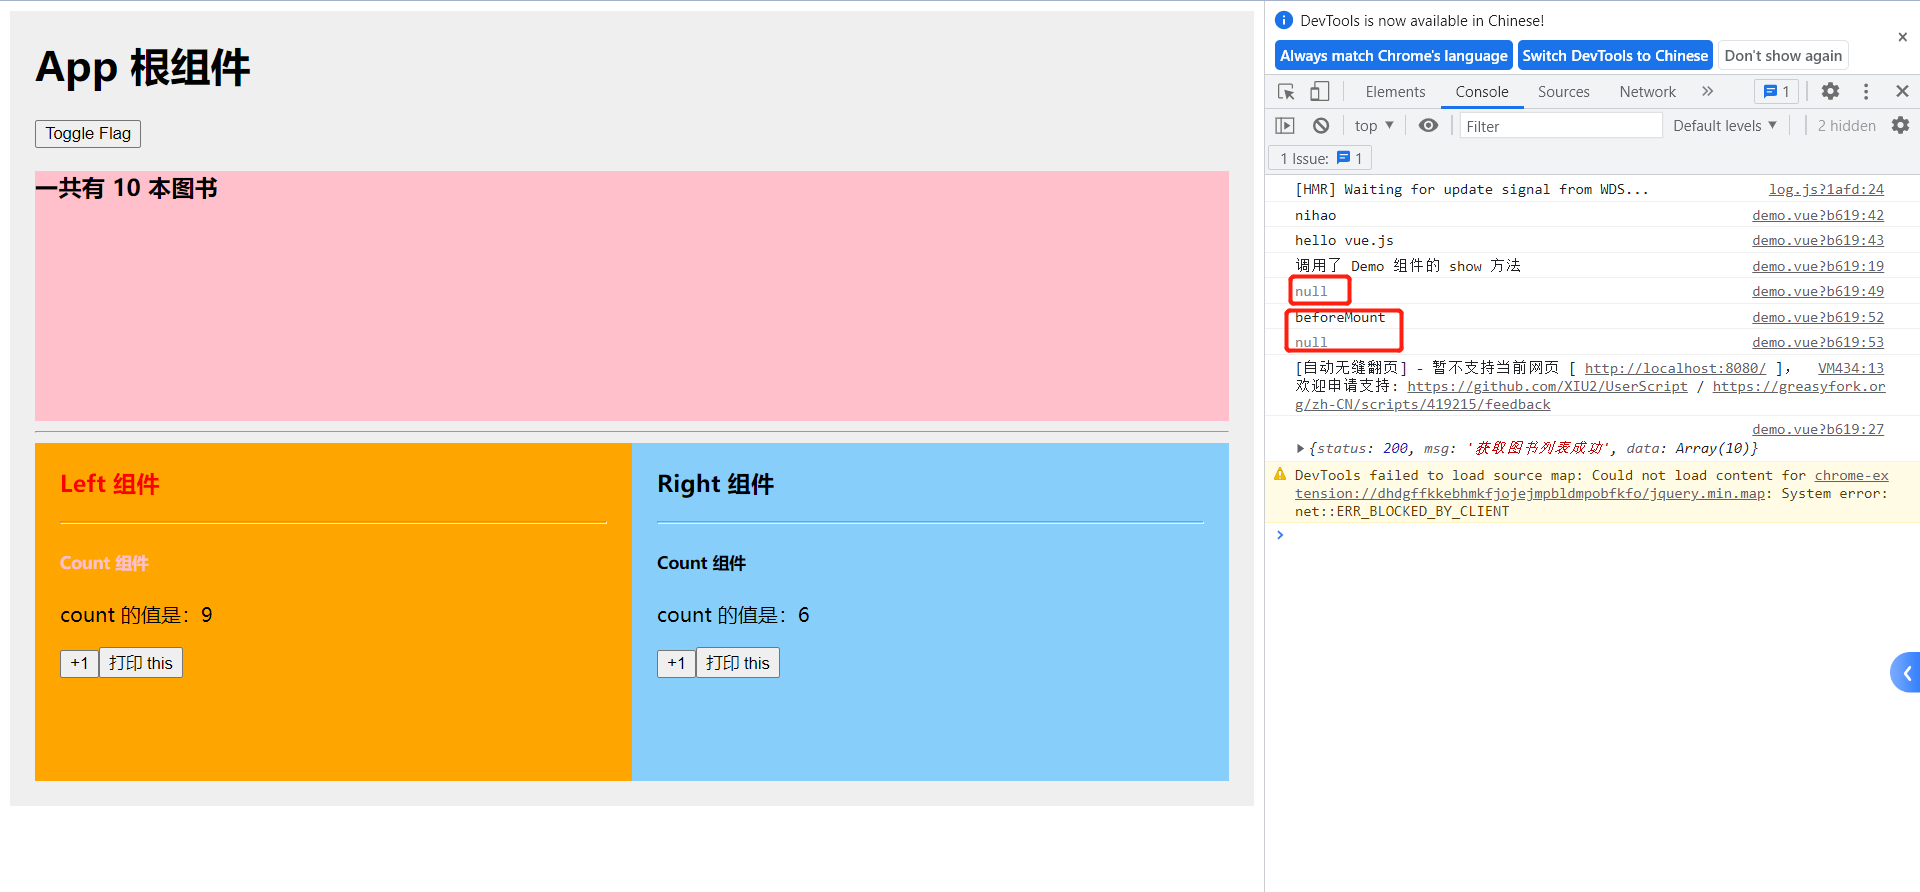 App 根组件
Toggle Flag
一共有 10 本图书
Left 组件
Count 组件
count 的值是：9
+1 打印 this
Right 组件
Count 组件
count 的值是：6
+1 打印 this
DevTools is now available in Chinese!
Always match Chrome's language Switch DevTools to Chinese Don't show again
Elements Console Sources Network 1
top Filter Default levels 2 hidden
1 Issue: 1
[HMR] Waiting for update signal from WDS... log.js?1afd:24
nihao demo.vue?b619:42
hello vue.js demo.vue?b619:43
调用了 Demo 组件的 show 方法 demo.vue?b619:19
null demo.vue?b619:49
beforeMount demo.vue?b619:52
null demo.vue?b619:53
[自动无缝翻页] - 暂不支持当前网页 [ http://localhost:8080/ ]， VM434:13
欢迎申请支持: https://github.com/XIU2/UserScript / https://greasyfork.or
g/zh-CN/scripts/419215/feedback
demo.vue?b619:27
{status: 200, msg: '获取图书列表成功', data: Array(10)}
DevTools failed to load source map: Could not load content for chrome-ex
tension://dhdgffkkebhmkfjojejmpbldmpobfkfo/jquery.min.map: System error:
net::ERR_BLOCKED_BY_CLIENT